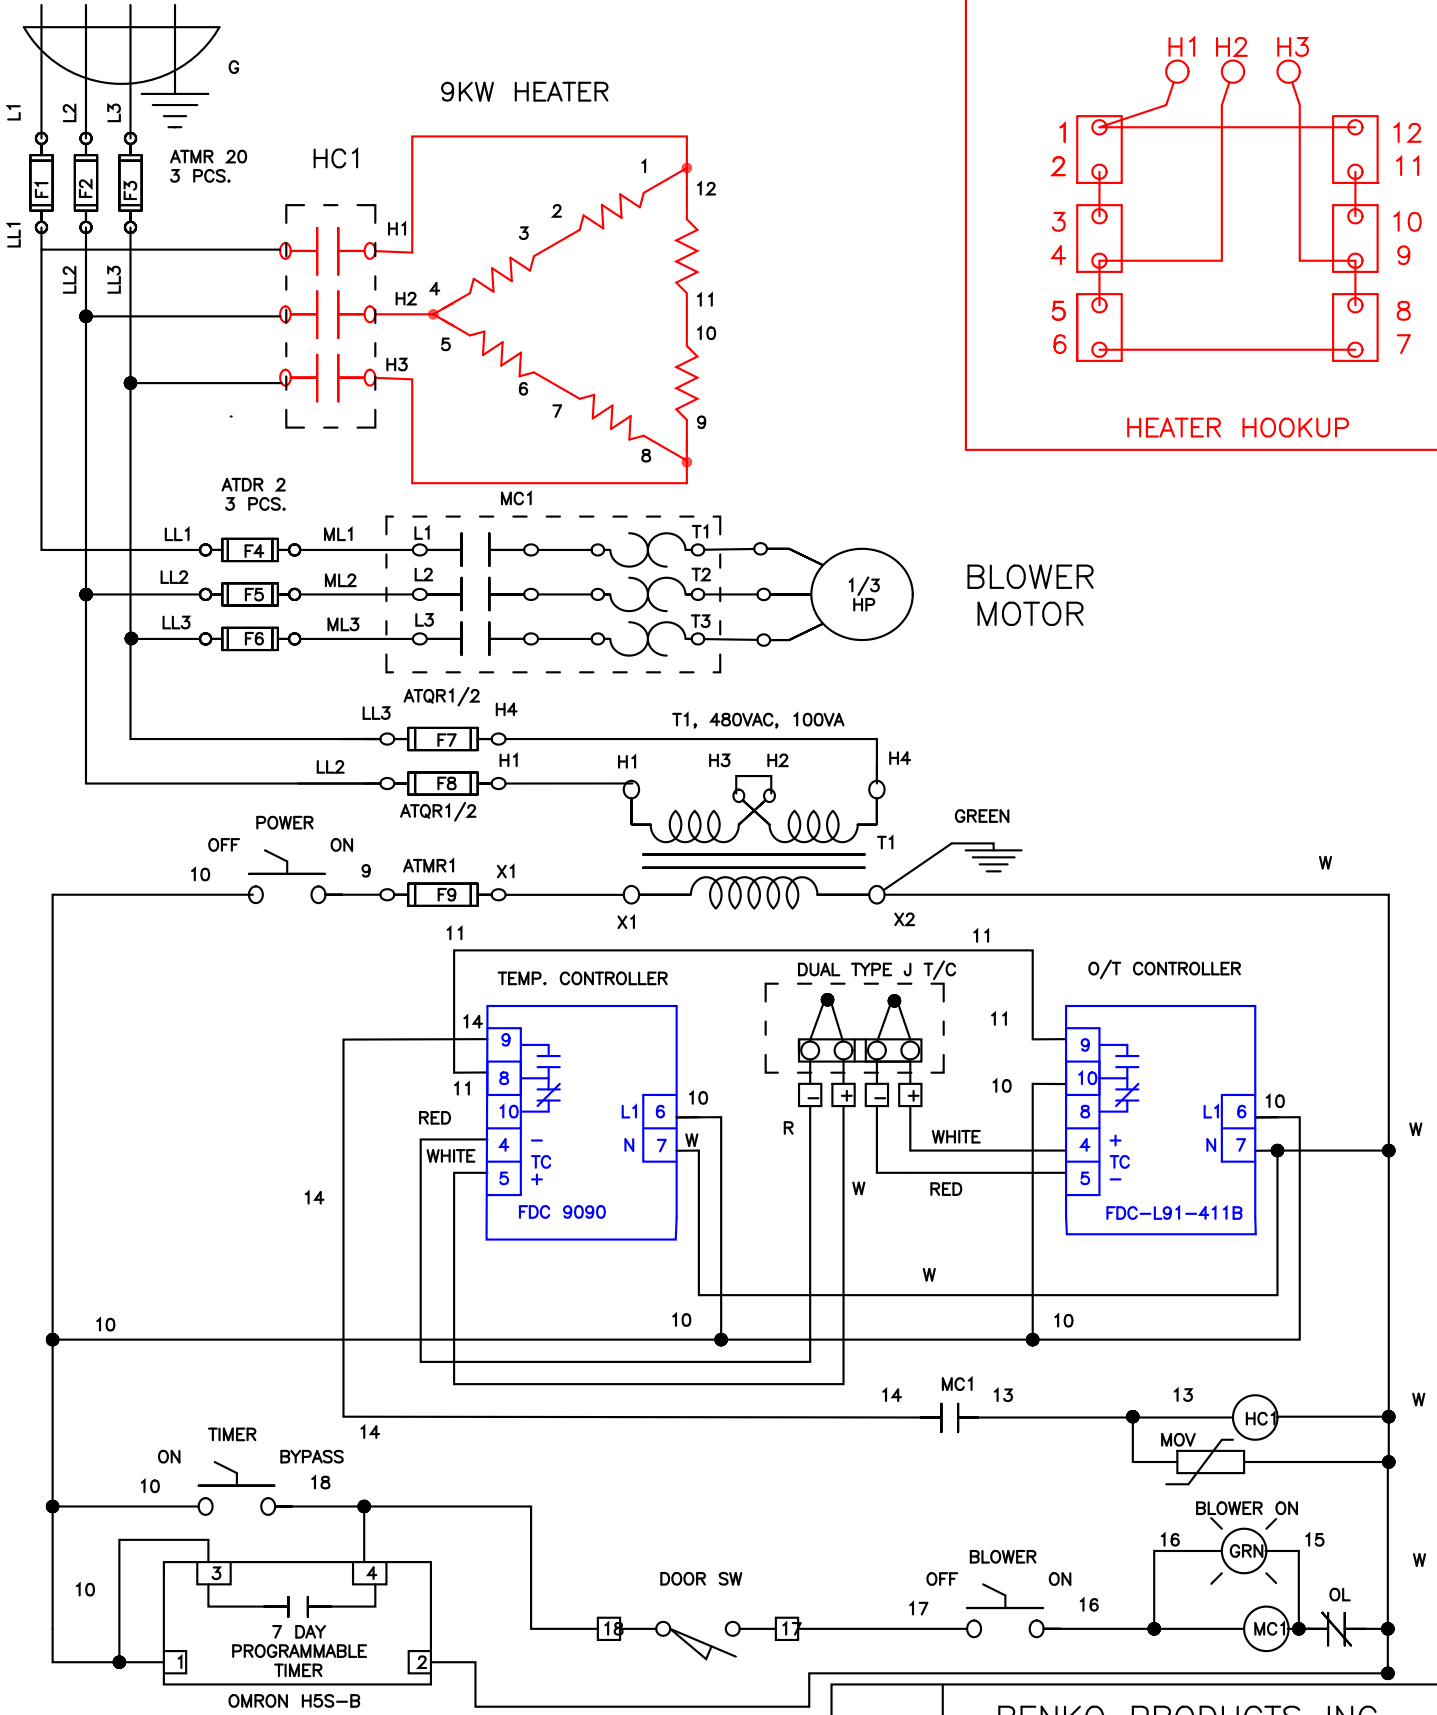 G
L1
L2
L3
F1
F2
F3
ATMR 20
3 PCS.
LL1
LL2
LL3
9KW HEATER
HC1
H1
H2
H3
1
2
3
4
5
6
7
8
9
10
11
12
H1 H2 H3
1
2
3
4
5
6
12
11
10
9
8
7
HEATER HOOKUP
ATDR 2
3 PCS.
MC1
LL1
F4
ML1
L1
T1
LL2
F5
ML2
L2
T2
LL3
F6
ML3
L3
T3
1/3
HP
BLOWER
MOTOR
ATQR1/2
LL3
F7
H4
T1, 480VAC, 100VA
LL2
F8
H1
ATQR1/2
H1
H3
H2
H4
T1
POWER
OFF
ON
10
9
ATMR1
F9
X1
X1
X2
GREEN
W
11
11
TEMP. CONTROLLER
DUAL TYPE J T/C
O/T CONTROLLER
14
9
8
11
10
RED
4
−
WHITE
TC
5
+
L1
6
10
N
7
W
FDC 9090
−
+
−
+
R
W
WHITE
RED
11
9
10
10
8
4
+
TC
5
−
L1
6
10
N
7
FDC−L91−411B
W
14
W
10
10
10
14
MC1
13
13
HC1
W
14
MOV
TIMER
ON
BYPASS
10
18
BLOWER ON
16
GRN
15
W
10
3
4
7 DAY
PROGRAMMABLE
TIMER
1
2
OMRON H5S−B
DOOR SW
18
17
17
BLOWER
OFF
ON
16
MC1
OL
BENKO PRODUCTS INC